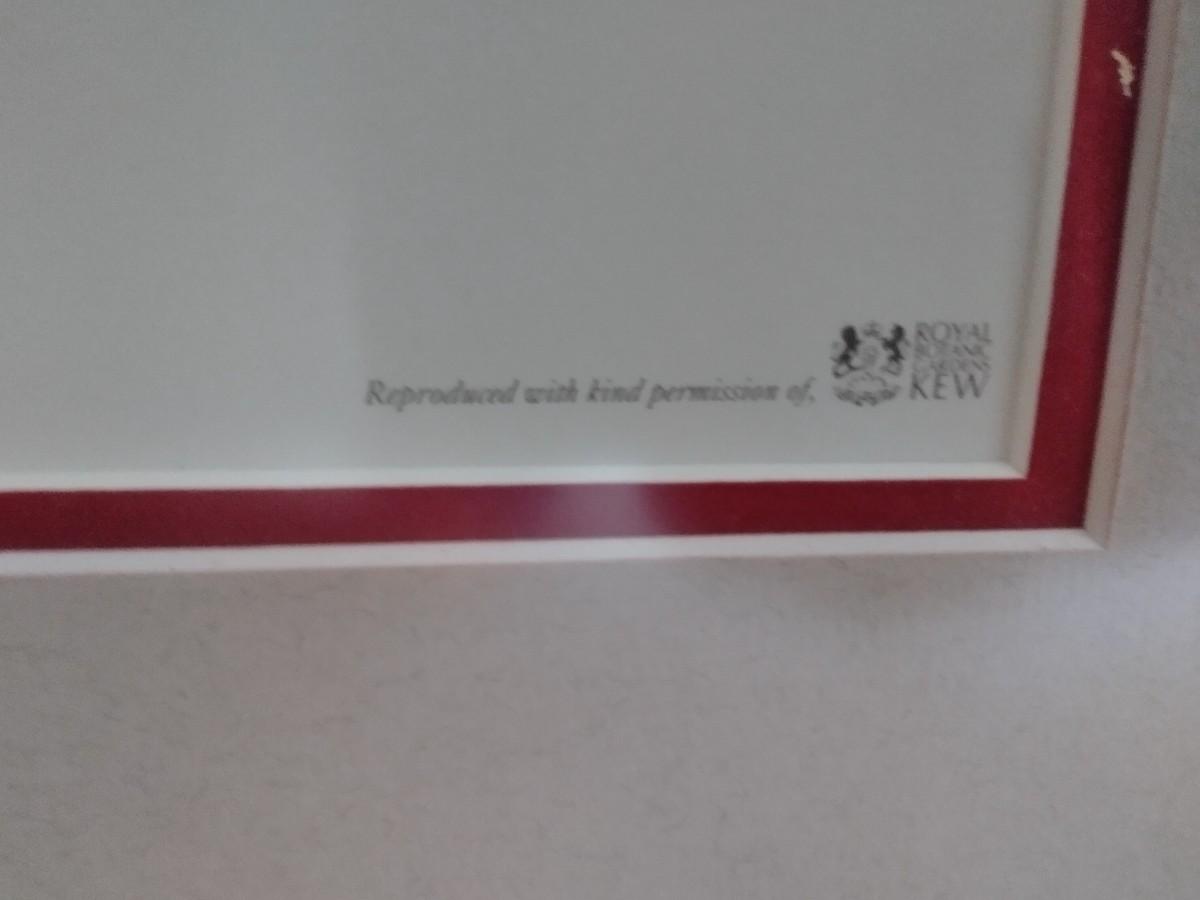 Reproduced with kind permission of,
ROYAL
BOTANIC
GARDENS
KEW